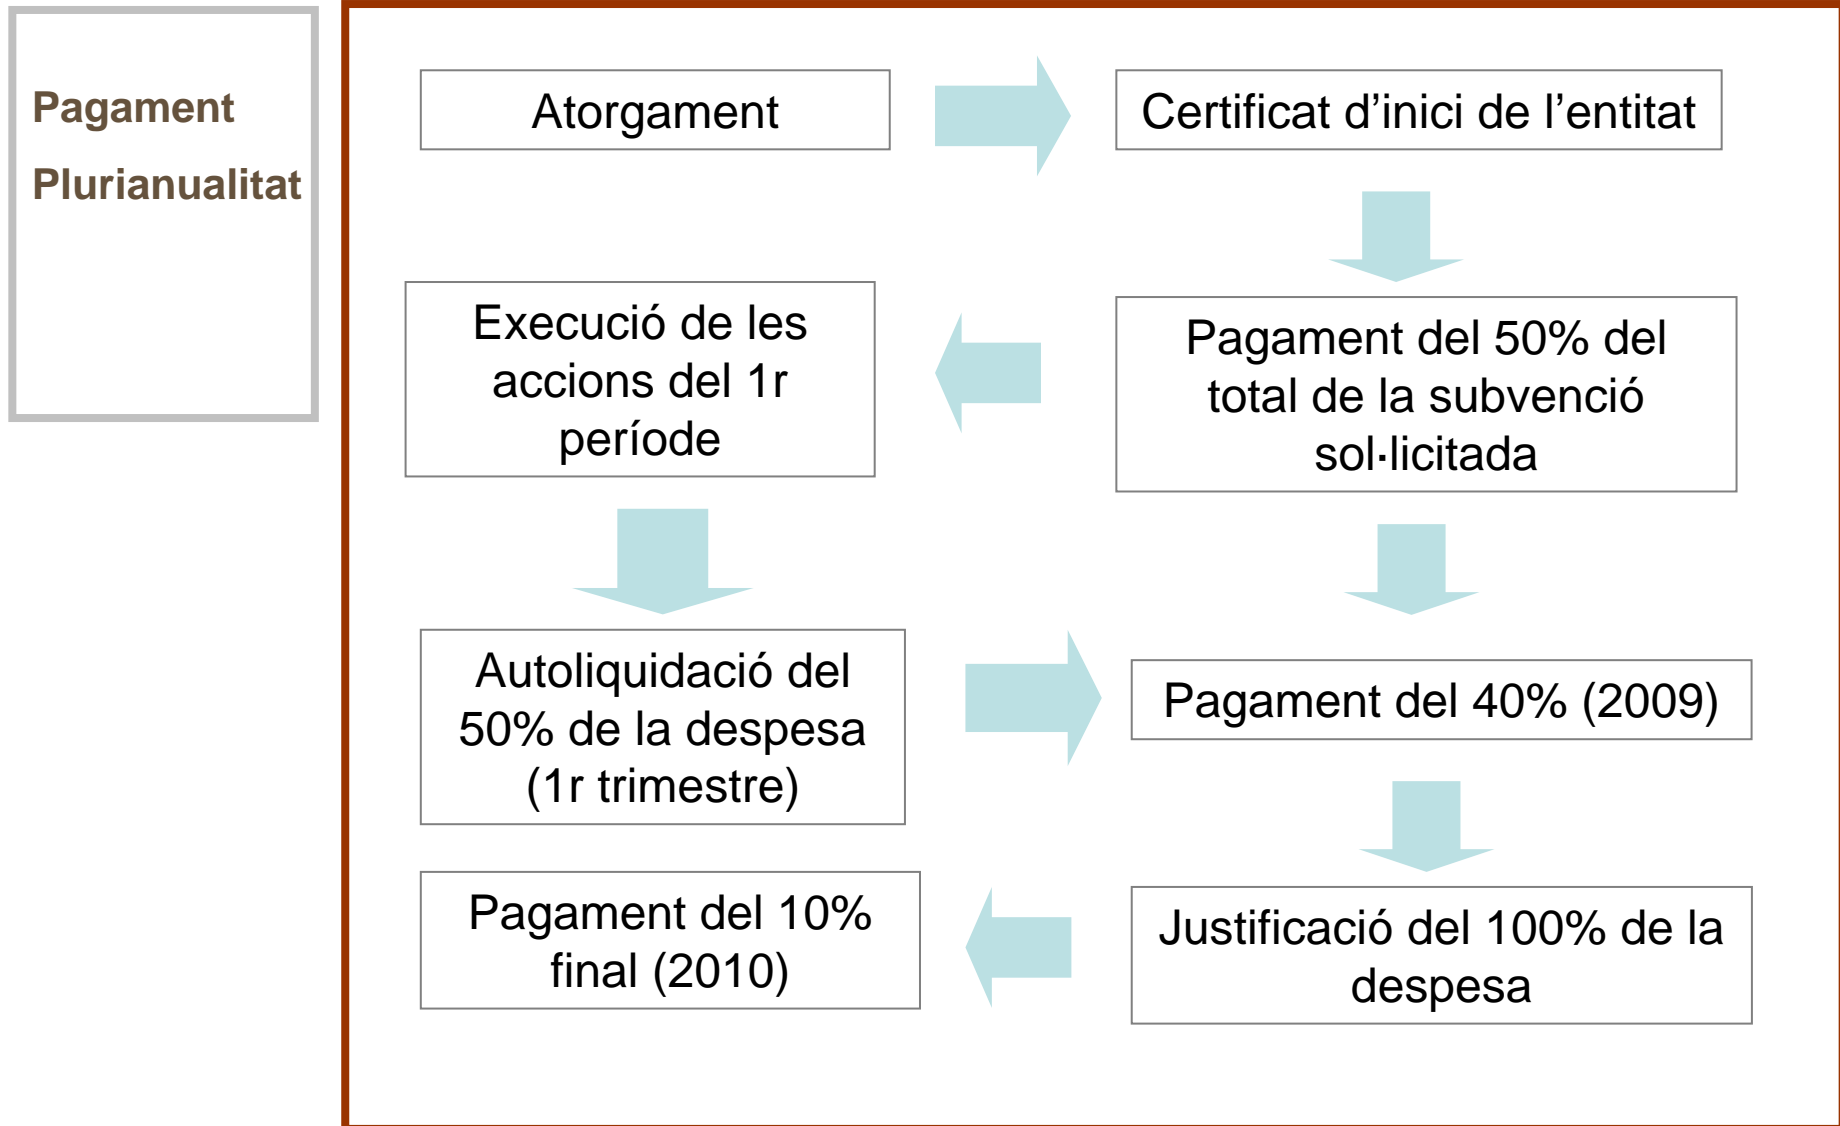 Pagament
Plurianualitat
Atorgament
Certificat d’inici de l’entitat
Execució de les
accions del 1r
període
Pagament del 50% del
total de la subvenció
sol·licitada
Autoliquidació del
50% de la despesa
(1r trimestre)
Pagament del 40% (2009)
Pagament del 10%
final (2010)
Justificació del 100% de la
despesa